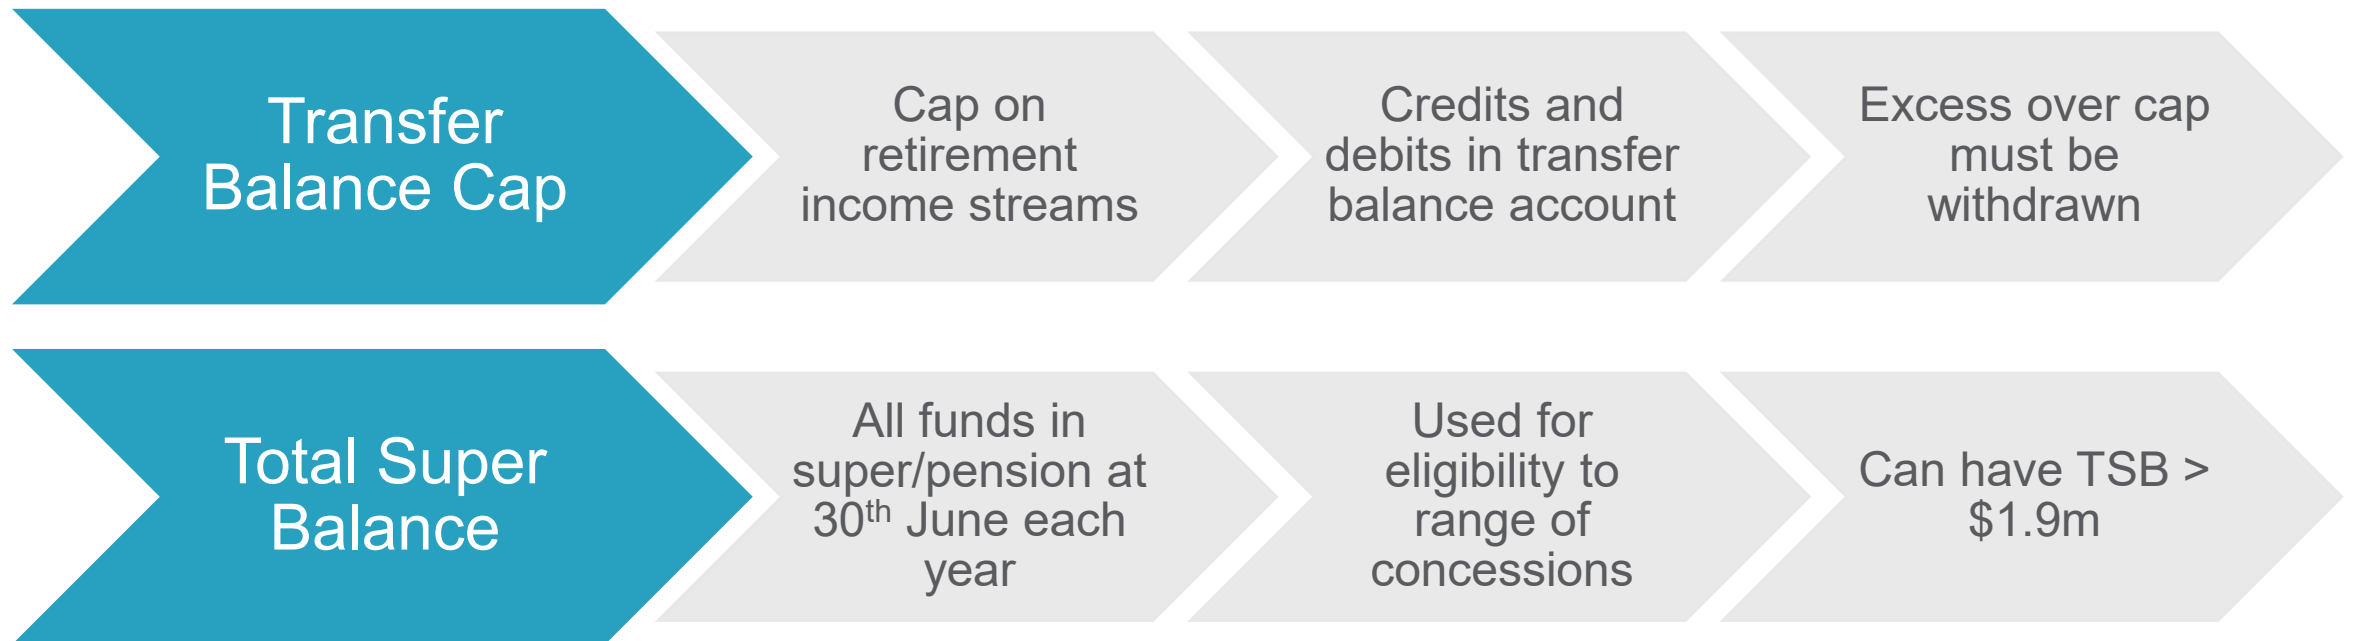 Transfer
Balance Cap
Cap on
retirement
income streams
Credits and
debits in transfer
balance account
Excess over cap
must be
withdrawn
Total Super
Balance
All funds in
super/pension at
30th June each
year
Used for
eligibility to
range of
concessions
Can have TSB >
$1.9m